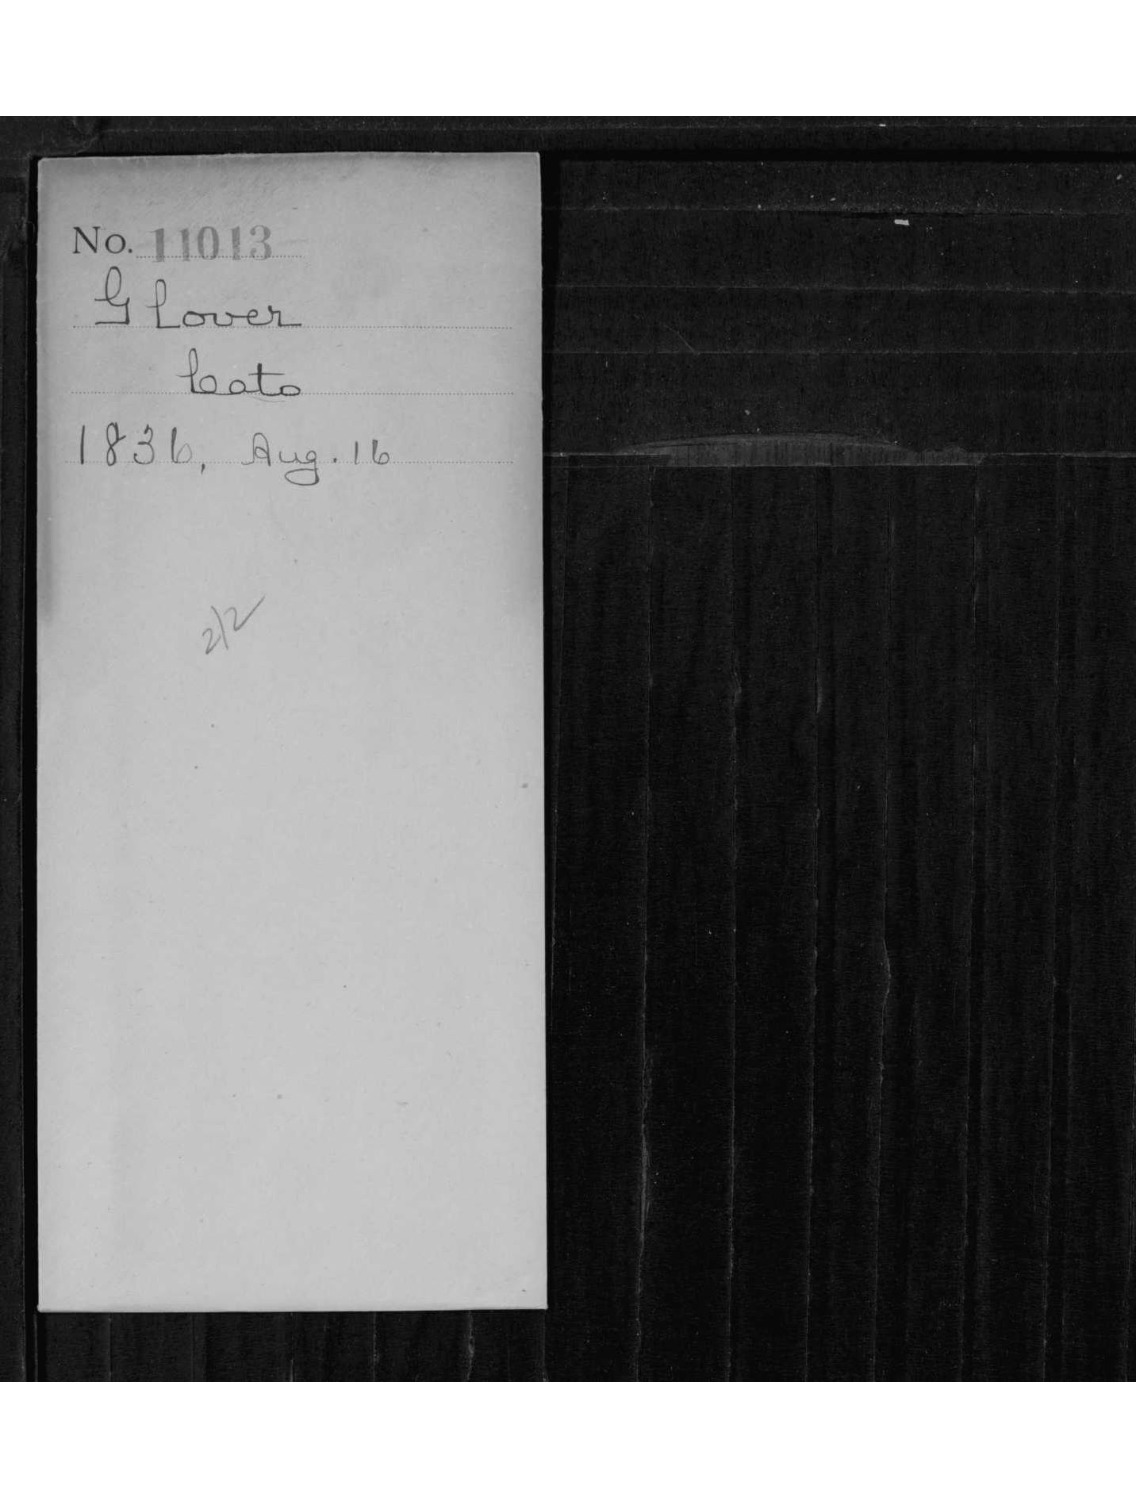 No. 11013
Glover
Cato
1836, Aug. 16
2/2